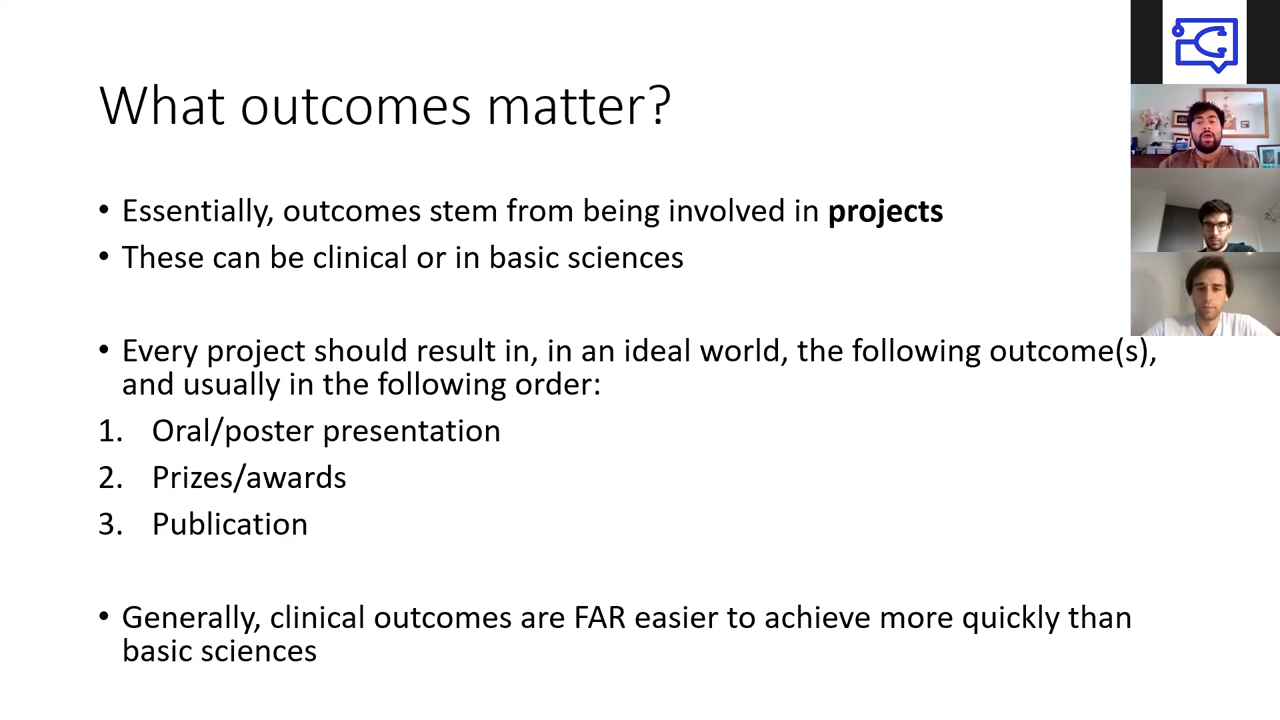 What outcomes matter?
• Essentially, outcomes stem from being involved in projects
• These can be clinical or in basic sciences
• Every project should result in, in an ideal world, the following outcome(s),
and usually in the following order:
1. Oral/poster presentation
2. Prizes/awards
3. Publication
• Generally, clinical outcomes are FAR easier to achieve more quickly than
basic sciences